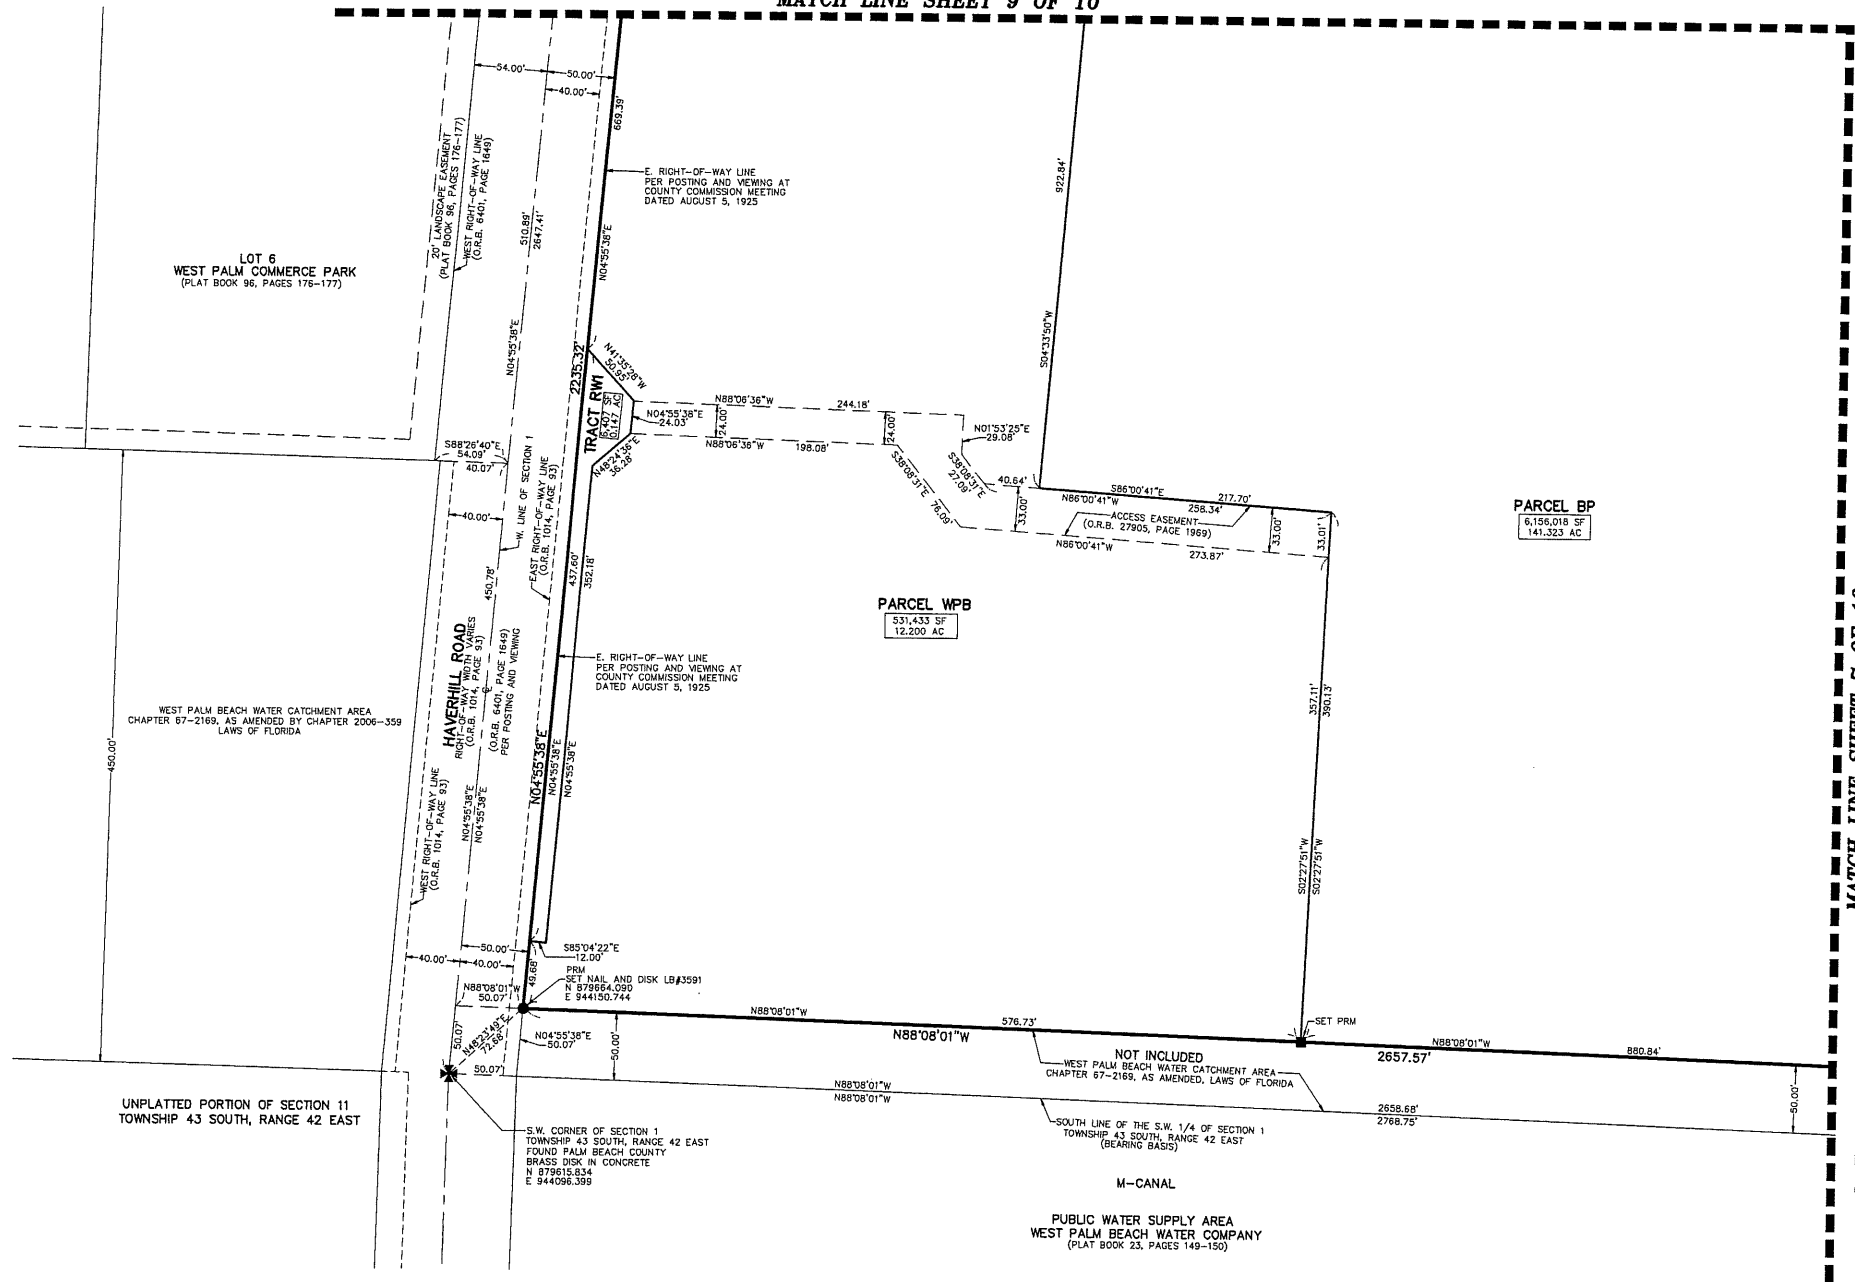 MATCH LINE SHEET 9 OF 10
54.00'
50.00'
40.00'
669.39'
E. RIGHT-OF-WAY LINE
PER POSTING AND VIEWING AT
COUNTY COMMISSION MEETING
DATED AUGUST 5, 1925
922.84'
S04°33'50"W
20' LANDSCAPE EASEMENT
(PLAT BOOK 96, PAGES 176-177)
WEST RIGHT-OF-WAY LINE
(O.R.B. 6401, PAGE 1649)
510.89'
2647.41'
N04°55'38"E
N04°55'38"E
LOT 6
WEST PALM COMMERCE PARK
(PLAT BOOK 96, PAGES 176-177)
2235.32'
TRACT RW1
6,407 SF
0.147 AC
N41°35'28"W
50.95'
N04°55'38"E
24.03'
N48°24'36"E
36.28'
N88°06'36"W
244.18'
24.00'
24.00'
N88°06'36"W
198.08'
N01°53'25"E
29.08'
S38°08'31"E
27.09'
S38°08'31"E
76.09'
40.64'
33.00'
S86°00'41"E
217.70'
N86°00'41"W
258.34'
ACCESS EASEMENT
(O.R.B. 27905, PAGE 1969)
N86°00'41"W
273.87'
33.00'
33.01'
PARCEL BP
6,156,018 SF
141.323 AC
S88°26'40"E
54.09'
40.07'
40.00'
W. LINE OF SECTION 1
EAST RIGHT-OF-WAY LINE
(O.R.B. 1014, PAGE 93)
437.60'
352.18'
450.78'
PARCEL WPB
531,433 SF
12.200 AC
HAVERHILL ROAD
RIGHT-OF-WAY WIDTH VARIES
(O.R.B. 1014, PAGE 93)
(O.R.B. 6401, PAGE 1649)
PER POSTING AND VIEWING
E. RIGHT-OF-WAY LINE
PER POSTING AND VIEWING AT
COUNTY COMMISSION MEETING
DATED AUGUST 5, 1925
357.11'
390.13'
WEST PALM BEACH WATER CATCHMENT AREA
CHAPTER 67-2169, AS AMENDED BY CHAPTER 2006-359
LAWS OF FLORIDA
450.00'
WEST RIGHT-OF-WAY LINE
(O.R.B. 1014, PAGE 93)
N04°55'38"E
N04°55'38"E
N04°55'38"E
N04°55'38"E
N04°55'38"E
S02°27'51"W
S02°27'51"W
MATCH LINE SHEET
50.00'
40.00'
40.00'
S85°04'22"E
12.00'
49.68'
PRM
SET NAIL AND DISK LB#3591
N 879664.090
E 944150.744
N88°08'01"W
50.07'
50.07'
N48°23'49"E
72.68'
N04°55'38"E
50.07'
50.07'
50.00'
N88°08'01"W
576.73'
N88°08'01"W
SET PRM
N88°08'01"W
880.84'
2657.57'
NOT INCLUDED
WEST PALM BEACH WATER CATCHMENT AREA
CHAPTER 67-2169, AS AMENDED, LAWS OF FLORIDA
50.00'
N88°08'01"W
N88°08'01"W
2658.68'
2768.75'
SOUTH LINE OF THE S.W. 1/4 OF SECTION 1
TOWNSHIP 43 SOUTH, RANGE 42 EAST
(BEARING BASIS)
UNPLATTED PORTION OF SECTION 11
TOWNSHIP 43 SOUTH, RANGE 42 EAST
S.W. CORNER OF SECTION 1
TOWNSHIP 43 SOUTH, RANGE 42 EAST
FOUND PALM BEACH COUNTY
BRASS DISK IN CONCRETE
N 879615.834
E 944096.399
M-CANAL
PUBLIC WATER SUPPLY AREA
WEST PALM BEACH WATER COMPANY
(PLAT BOOK 23, PAGES 149-150)